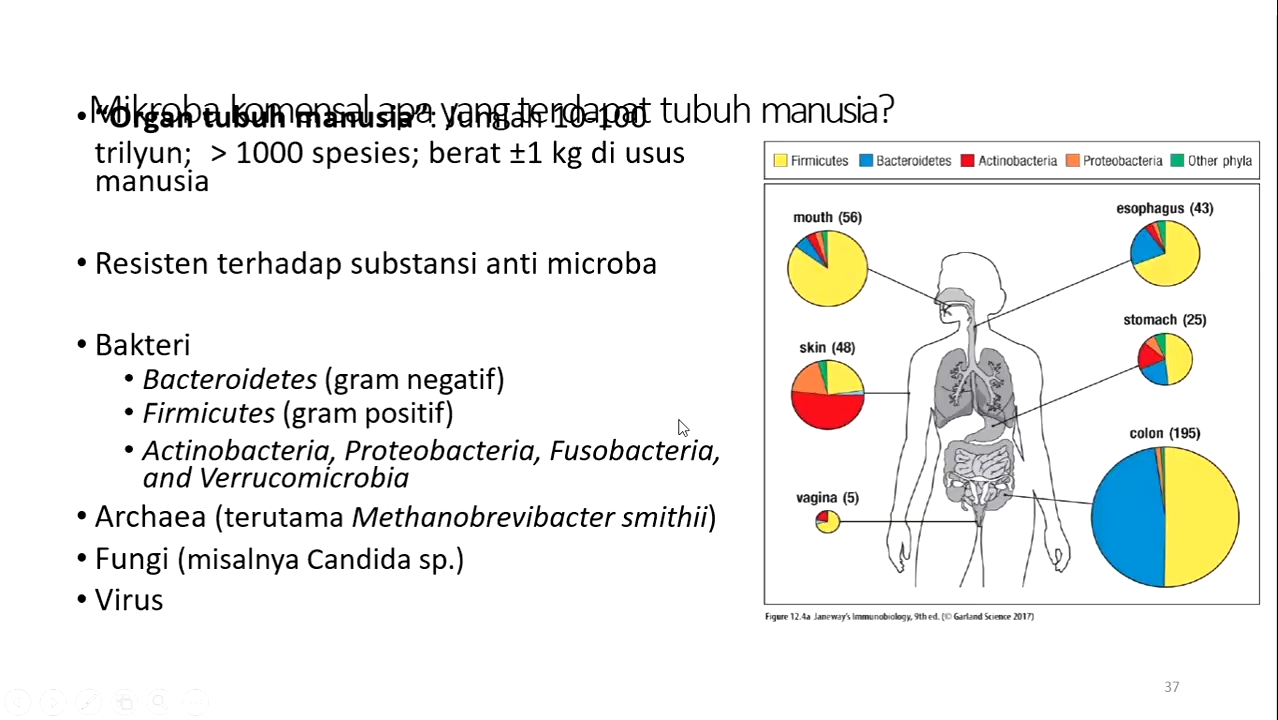 Mikroba komensal apa yang terdapat tubuh manusia?
• “Organ tubuh manusia”: Jumlah 10-100
trilyun; > 1000 spesies; berat ±1 kg di usus
manusia
• Resisten terhadap substansi anti microba
• Bakteri
• Bacteroidetes (gram negatif)
• Firmicutes (gram positif)
• Actinobacteria, Proteobacteria, Fusobacteria,
and Verrucomicrobia
• Archaea (terutama Methanobrevibacter smithii)
• Fungi (misalnya Candida sp.)
• Virus
Firmicutes Bacteroidetes Actinobacteria Proteobacteria Other phyla
mouth (56)
esophagus (43)
stomach (25)
skin (48)
colon (195)
vagina (5)
Figure 12.4a Janeway's Immunobiology, 9th ed. (© Garland Science 2017)
37